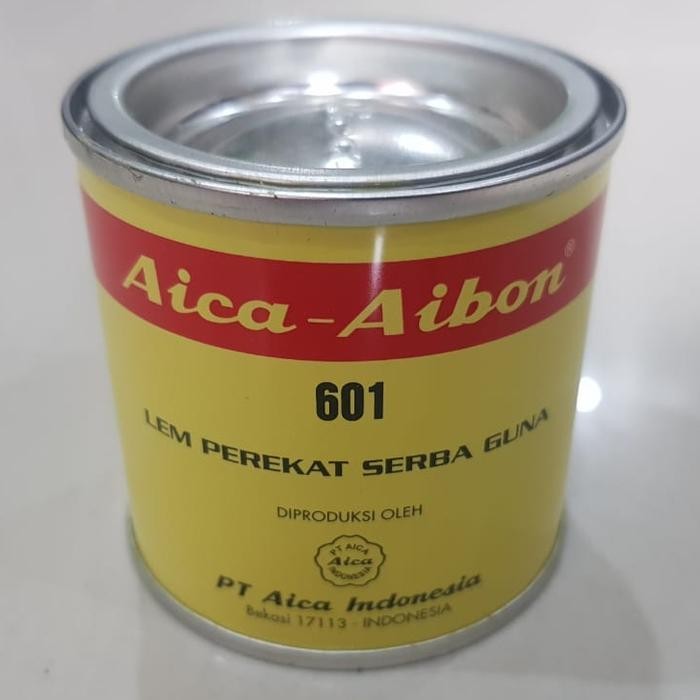 Aica-Aibon®
601
LEM PEREKAT SERBA GUNA
DIPRODUKSI OLEH
PT AICA
Aica
INDONESIA
PT Aica Indonesia
Bekasi 17113 - INDONESIA